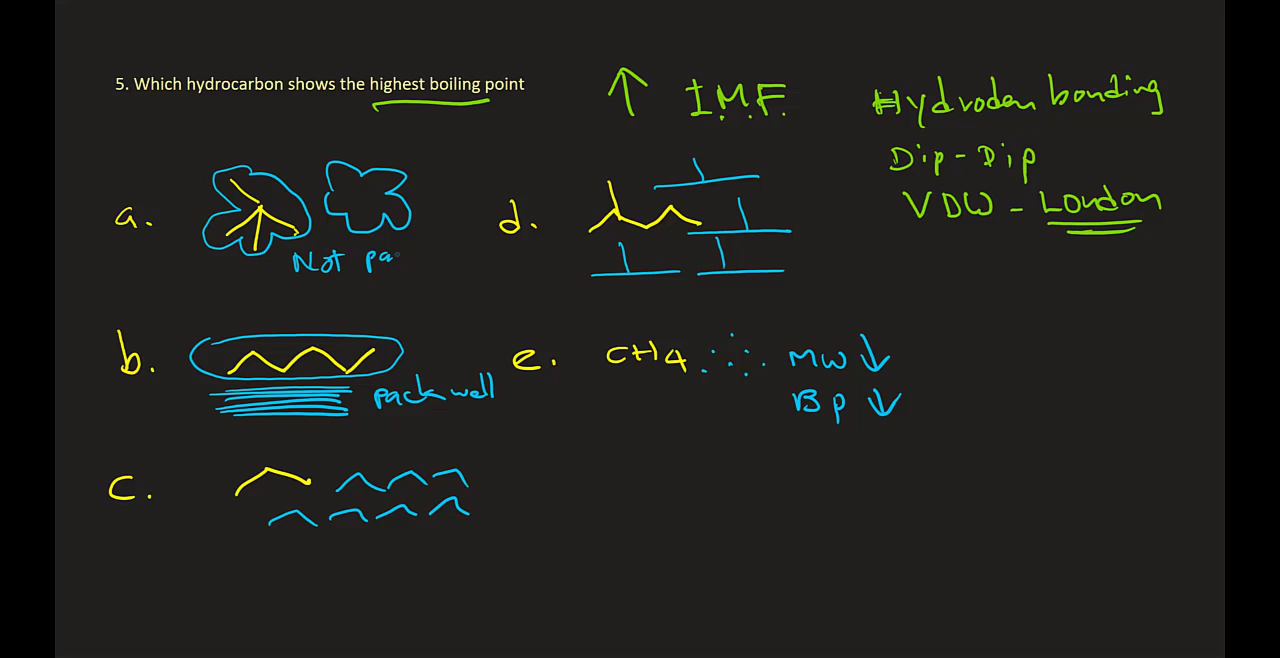 5. Which hydrocarbon shows the highest boiling point
↑ I.M.F.
Hydroden bonding
Dip-Dip
VDW - London
a.
Not pa
d.
b.
pack well
e. CH4
MW ↓
Bp ↓
c.